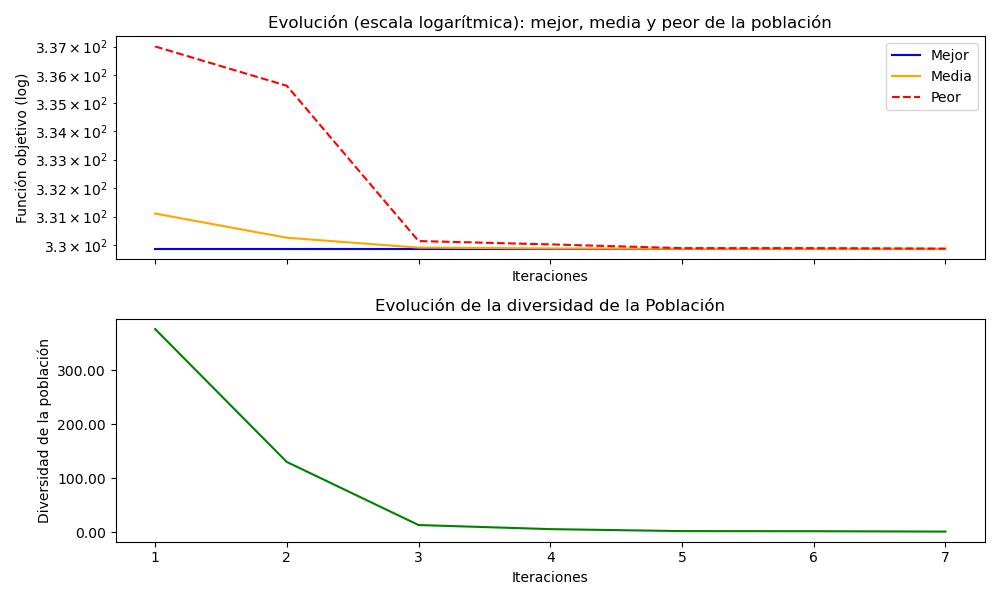 Evolución (escala logarítmica): mejor, media y peor de la población
Función objetivo (log)
3.37 × 10²
3.36 × 10²
3.35 × 10²
3.34 × 10²
3.33 × 10²
3.32 × 10²
3.31 × 10²
3.3 × 10²
Mejor
Media
Peor
Iteraciones
Evolución de la diversidad de la Población
Diversidad de la población
300.00
200.00
100.00
0.00
1 2 3 4 5 6 7
Iteraciones